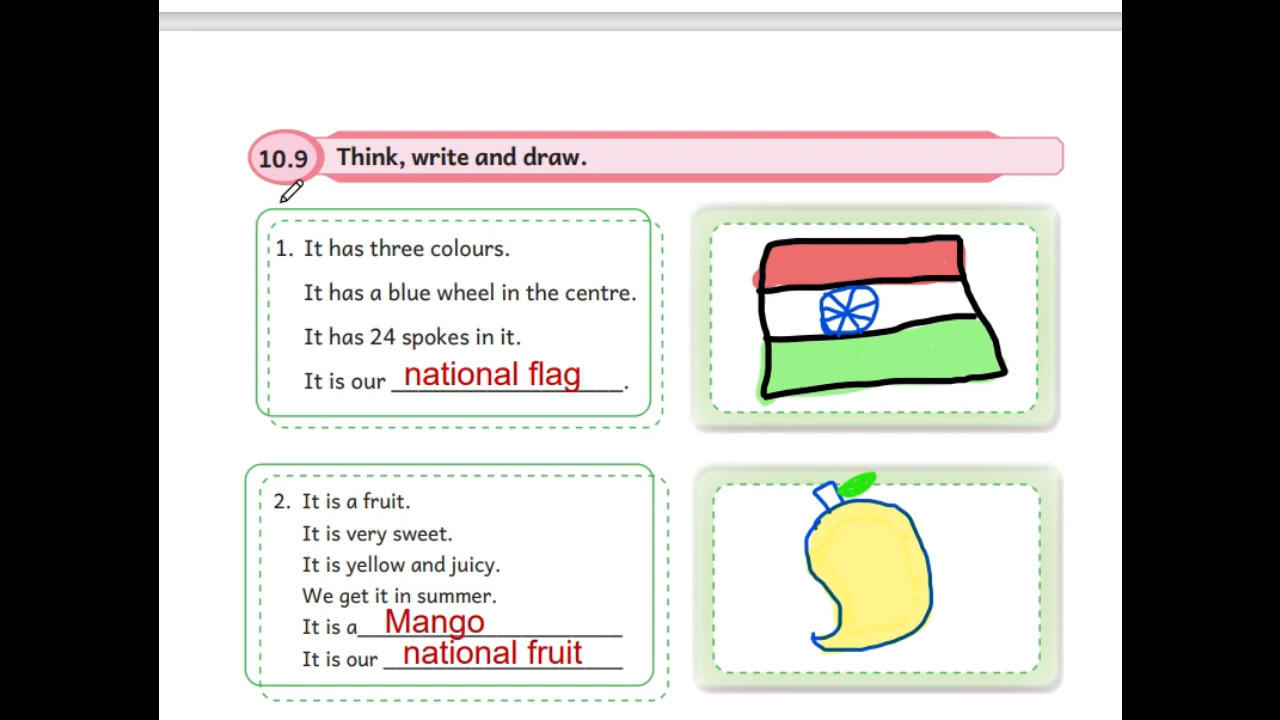 10.9 Think, write and draw.
1. It has three colours.
It has a blue wheel in the centre.
It has 24 spokes in it.
It is our national flag.
2. It is a fruit.
It is very sweet.
It is yellow and juicy.
We get it in summer.
It is a Mango
It is our national fruit